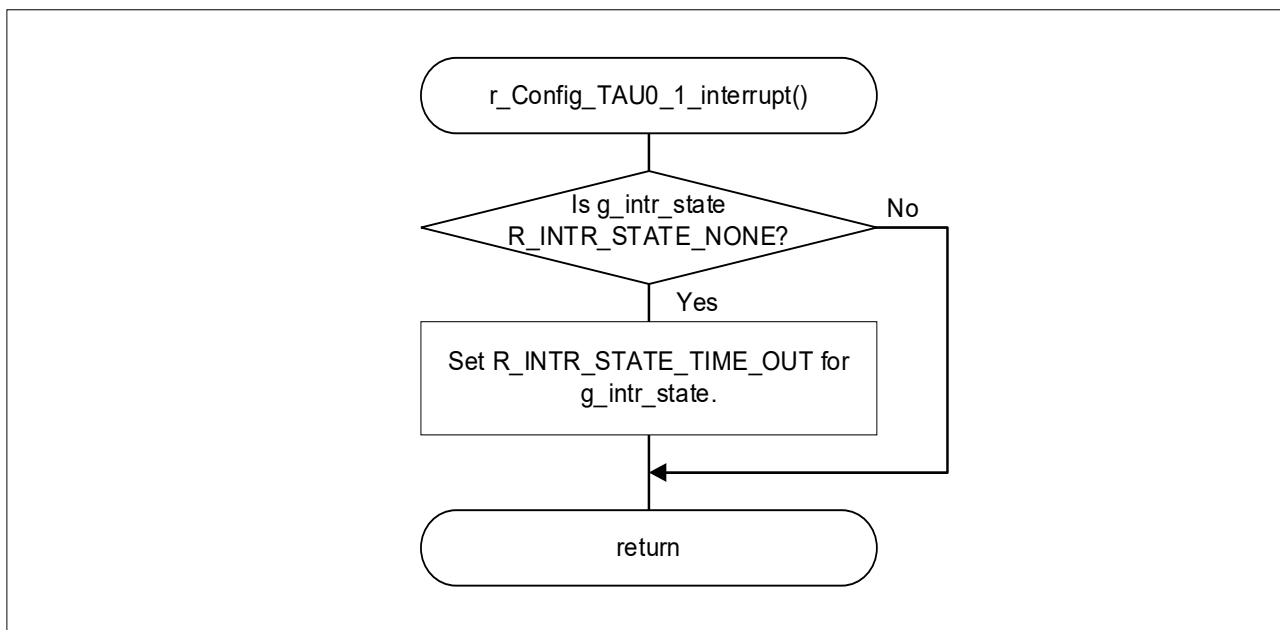 r_Config_TAU0_1_interrupt()
Is g_intr_state
R_INTR_STATE_NONE?
No
Yes
Set R_INTR_STATE_TIME_OUT for
g_intr_state.
return